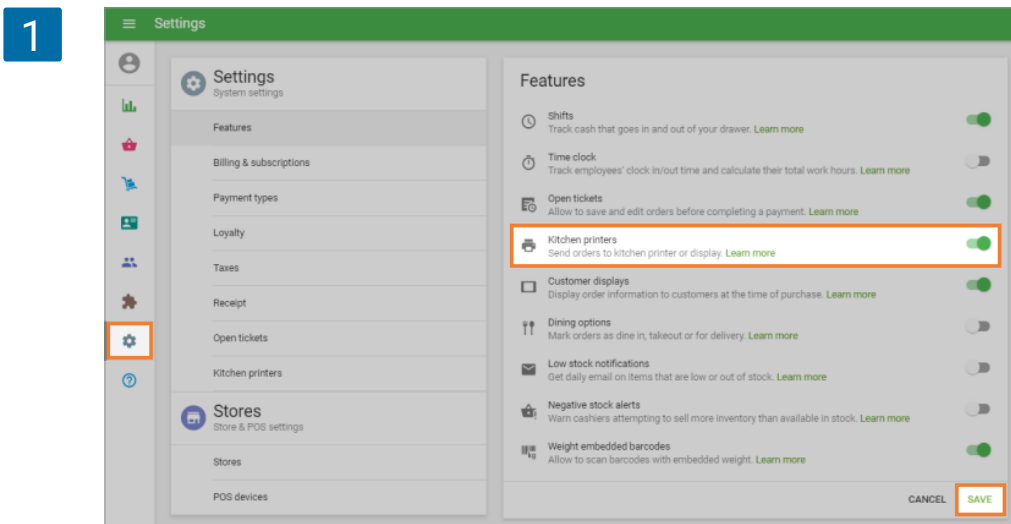 1
Settings
Settings
System settings
Features
Billing & subscriptions
Payment types
Loyalty
Taxes
Receipt
Open tickets
Kitchen printers
Stores
Store & POS settings
Stores
POS devices
Features
Shifts
Track cash that goes in and out of your drawer. Learn more
Time clock
Track employees' clock in/out time and calculate their total work hours. Learn more
Open tickets
Allow to save and edit orders before completing a payment. Learn more
Kitchen printers
Send orders to kitchen printer or display. Learn more
Customer displays
Display order information to customers at the time of purchase. Learn more
Dining options
Mark orders as dine in, takeout or for delivery. Learn more
Low stock notifications
Get daily email on items that are low or out of stock. Learn more
Negative stock alerts
Warn cashiers attempting to sell more inventory than available in stock. Learn more
Weight embedded barcodes
Allow to scan barcodes with embedded weight. Learn more
CANCEL SAVE